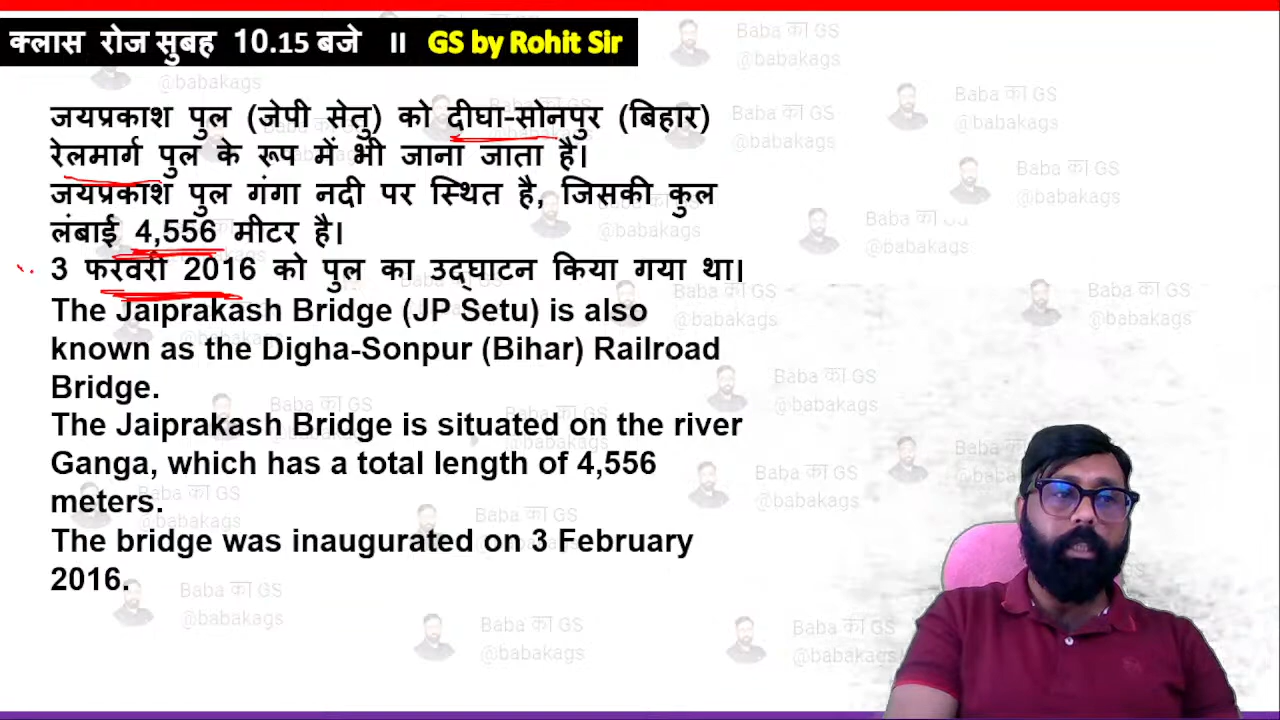 क्लास रोज सुबह 10.15 बजे ॥ GS by Rohit Sir
जयप्रकाश पुल (जेपी सेतु) को दीघा-सोनपुर (बिहार)
रेलमार्ग पुल के रूप में भी जाना जाता है।
जयप्रकाश पुल गंगा नदी पर स्थित है, जिसकी कुल
लंबाई 4,556 मीटर है।
3 फरवरी 2016 को पुल का उद्घाटन किया गया था।
The Jaiprakash Bridge (JP Setu) is also
known as the Digha-Sonpur (Bihar) Railroad
Bridge.
The Jaiprakash Bridge is situated on the river
Ganga, which has a total length of 4,556
meters.
The bridge was inaugurated on 3 February
2016.
Baba का GS
@babakags